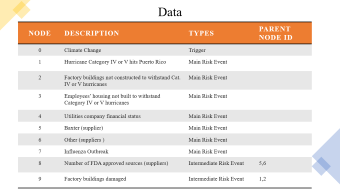 Data
NODE DESCRIPTION TYPES PARENT NODE ID
0 Climate Change Trigger
1 Hurricane Category IV or V hits Puerto Rico Main Risk Event
2 Factory buildings not constructed to withstand Cat. IV or V hurricanes Main Risk Event
3 Employees' housing not built to withstand Category IV or V hurricanes Main Risk Event
4 Utilities company financial status Main Risk Event
5 Baxter (supplier) Main Risk Event
6 Other (suppliers ) Main Risk Event
7 Influenza Outbreak Main Risk Event
8 Number of FDA approved sources (suppliers) Intermediate Risk Event 5,6
9 Factory buildings damaged Intermediate Risk Event 1,2